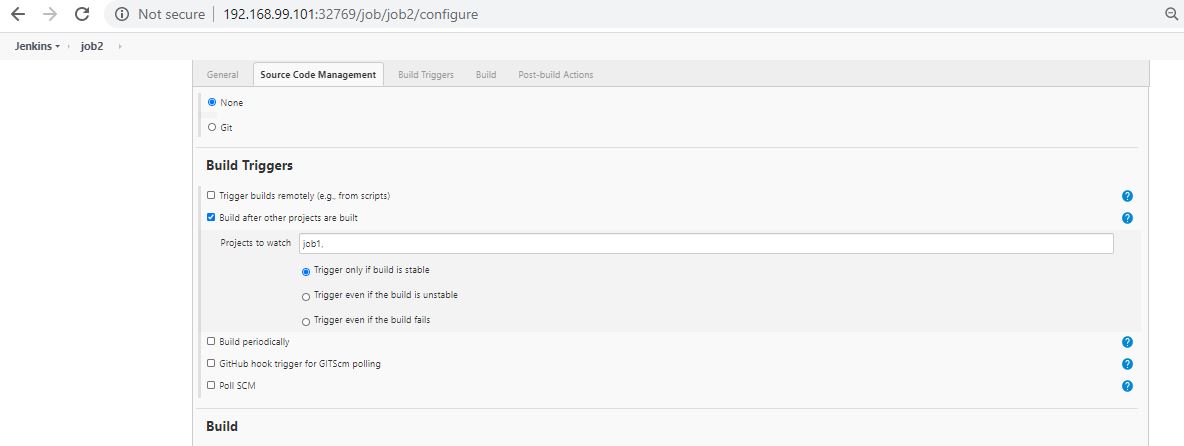 Not secure | 192.168.99.101:32769/job/job2/configure
Jenkins job2
General Source Code Management Build Triggers Build Post-build Actions
None
Git
Build Triggers
Trigger builds remotely (e.g., from scripts) ?
Build after other projects are built ?
Projects to watch job1,
Trigger only if build is stable
Trigger even if the build is unstable
Trigger even if the build fails
Build periodically ?
GitHub hook trigger for GITScm polling ?
Poll SCM ?
Build